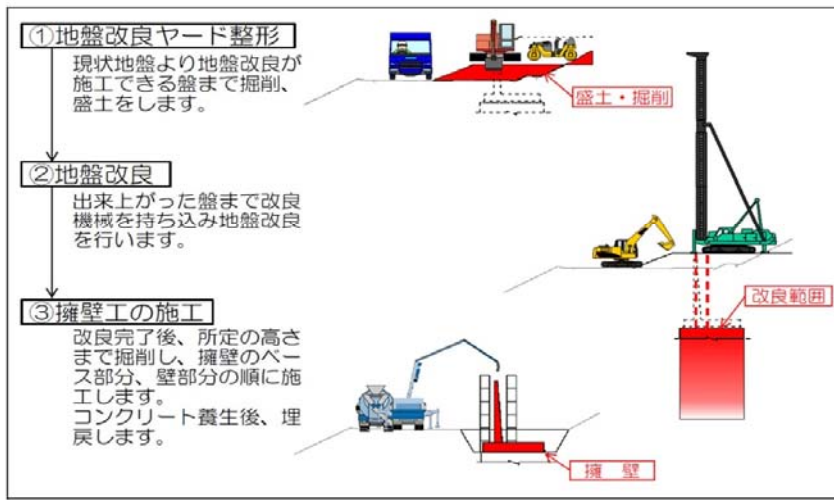 ①地盤改良ヤード整形
現状地盤より地盤改良が
施工できる盤まで掘削、
盛土をします。
盛土・掘削
②地盤改良
出来上がった盤まで改良
機械を持ち込み地盤改良
を行います。
改良範囲
③擁壁工の施工
改良完了後、所定の高さ
まで掘削し、擁壁のベー
ス部分、壁部分の順に施
工します。
コンクリート養生後、埋
戻します。
擁 壁